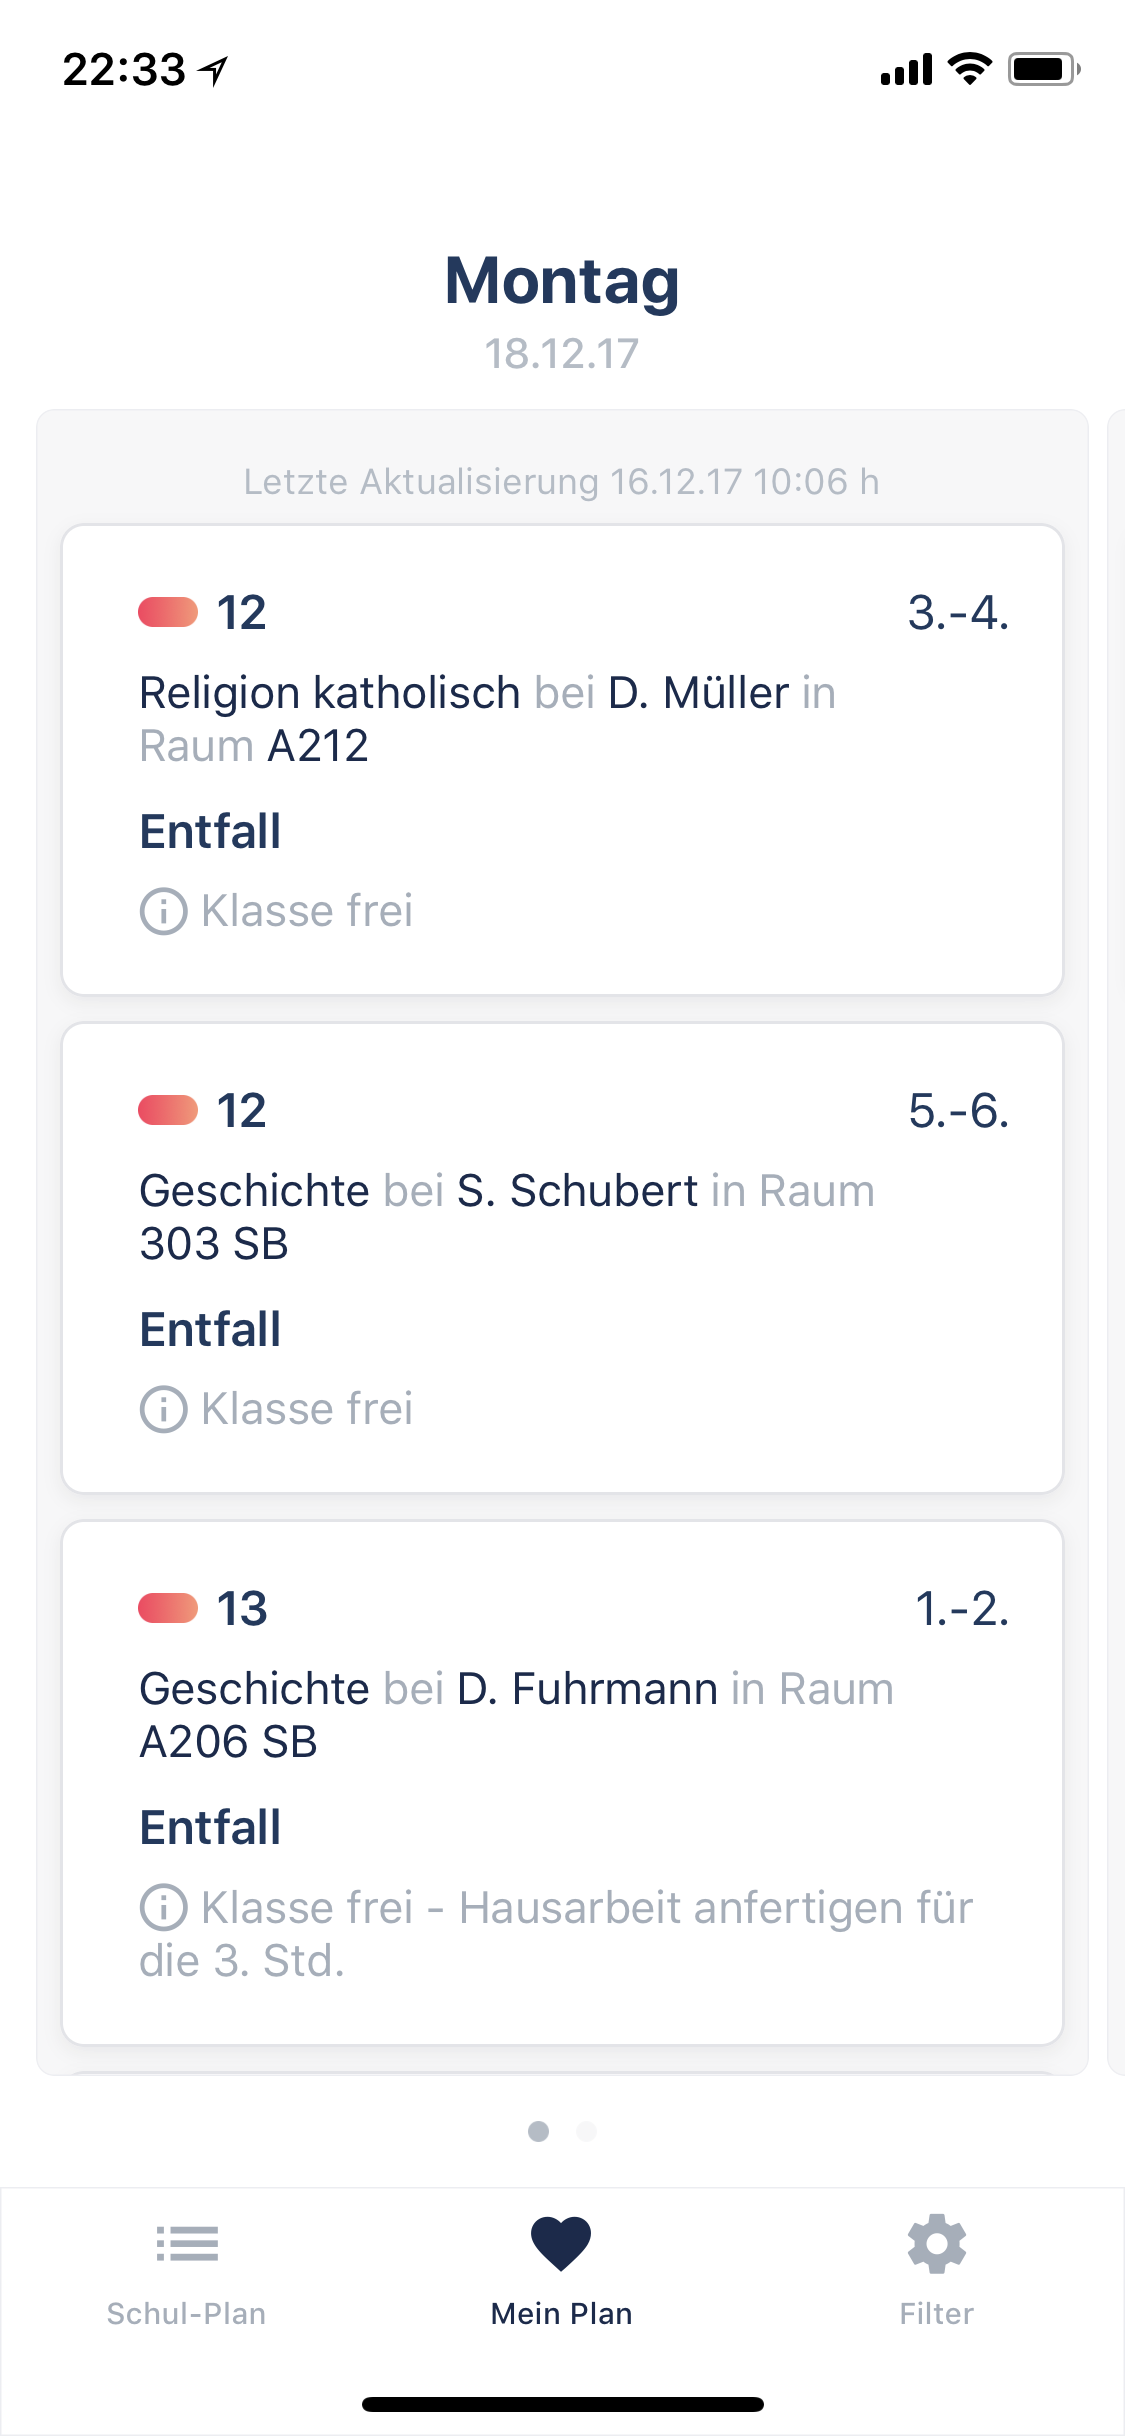 22:33
Montag
18.12.17
Letzte Aktualisierung 16.12.17 10:06 h
12 3.-4.
Religion katholisch bei D. Müller in
Raum A212
Entfall
Klasse frei
12 5.-6.
Geschichte bei S. Schubert in Raum
303 SB
Entfall
Klasse frei
13 1.-2.
Geschichte bei D. Fuhrmann in Raum
A206 SB
Entfall
Klasse frei - Hausarbeit anfertigen für
die 3. Std.
Schul-Plan Mein Plan Filter